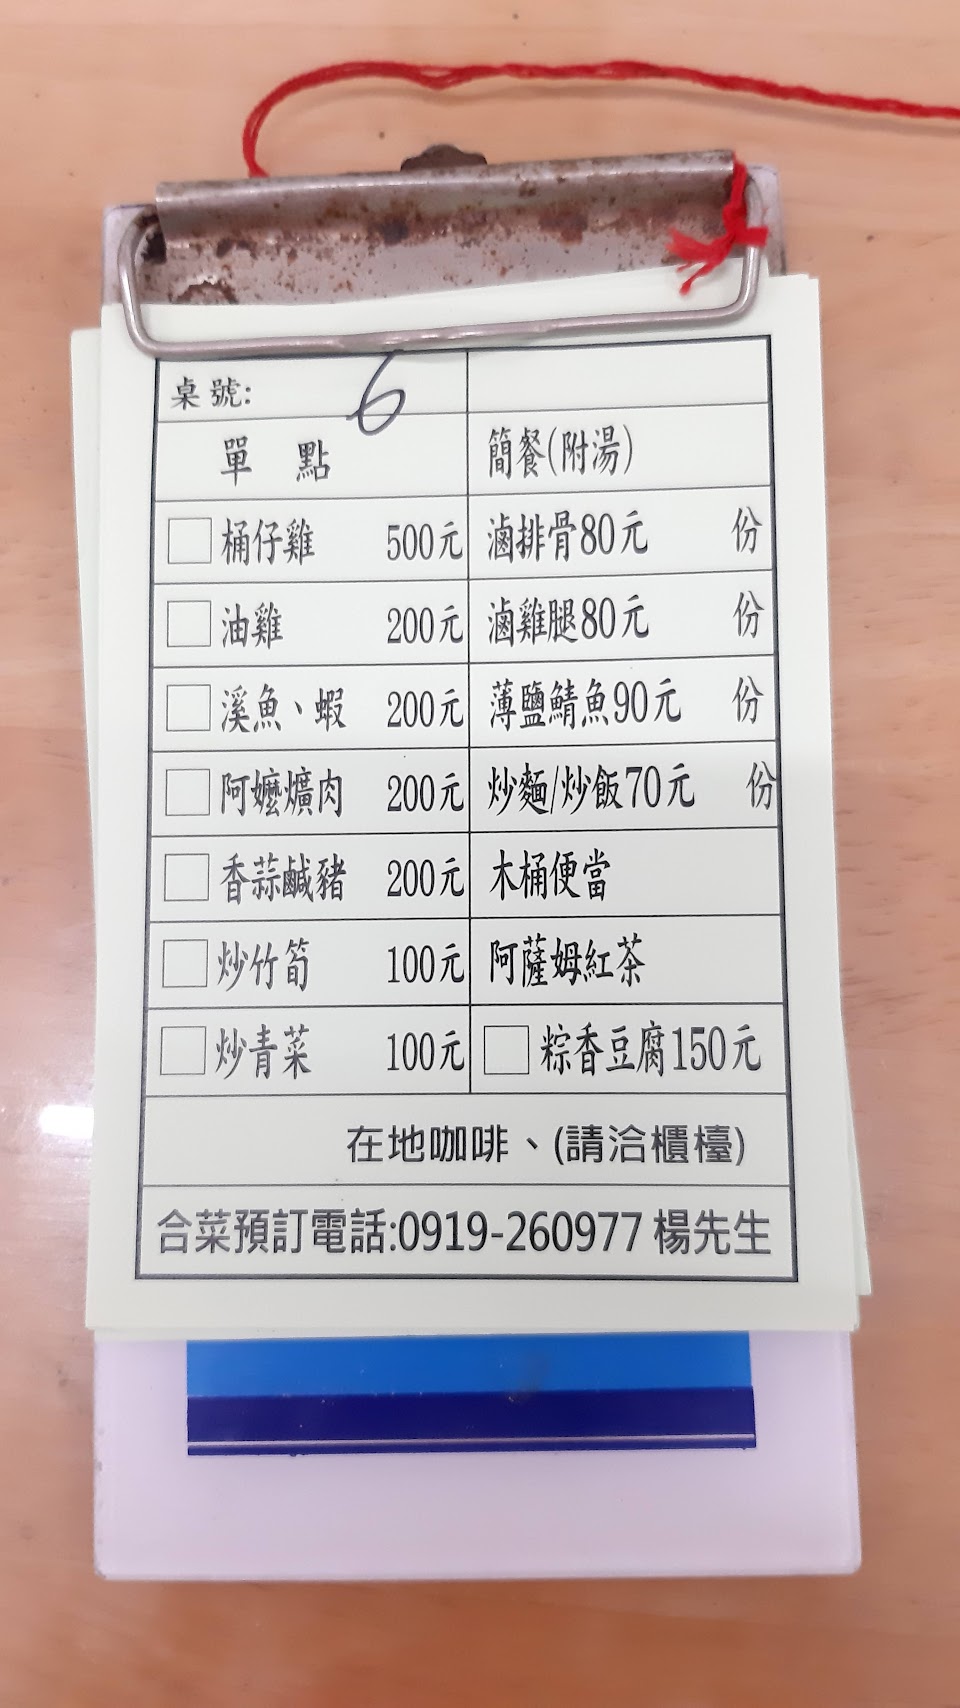 桌號: 6
單 點 簡餐(附湯)
桶仔雞 500元 滷排骨80元 份
油雞 200元 滷雞腿80元 份
溪魚、蝦 200元 薄鹽鯖魚90元 份
阿嬤爌肉 200元 炒麵/炒飯70元 份
香蒜鹹豬 200元 木桶便當
炒竹筍 100元 阿薩姆紅茶
炒青菜 100元 粽香豆腐150元
在地咖啡、(請洽櫃檯)
合菜預訂電話:0919-260977 楊先生